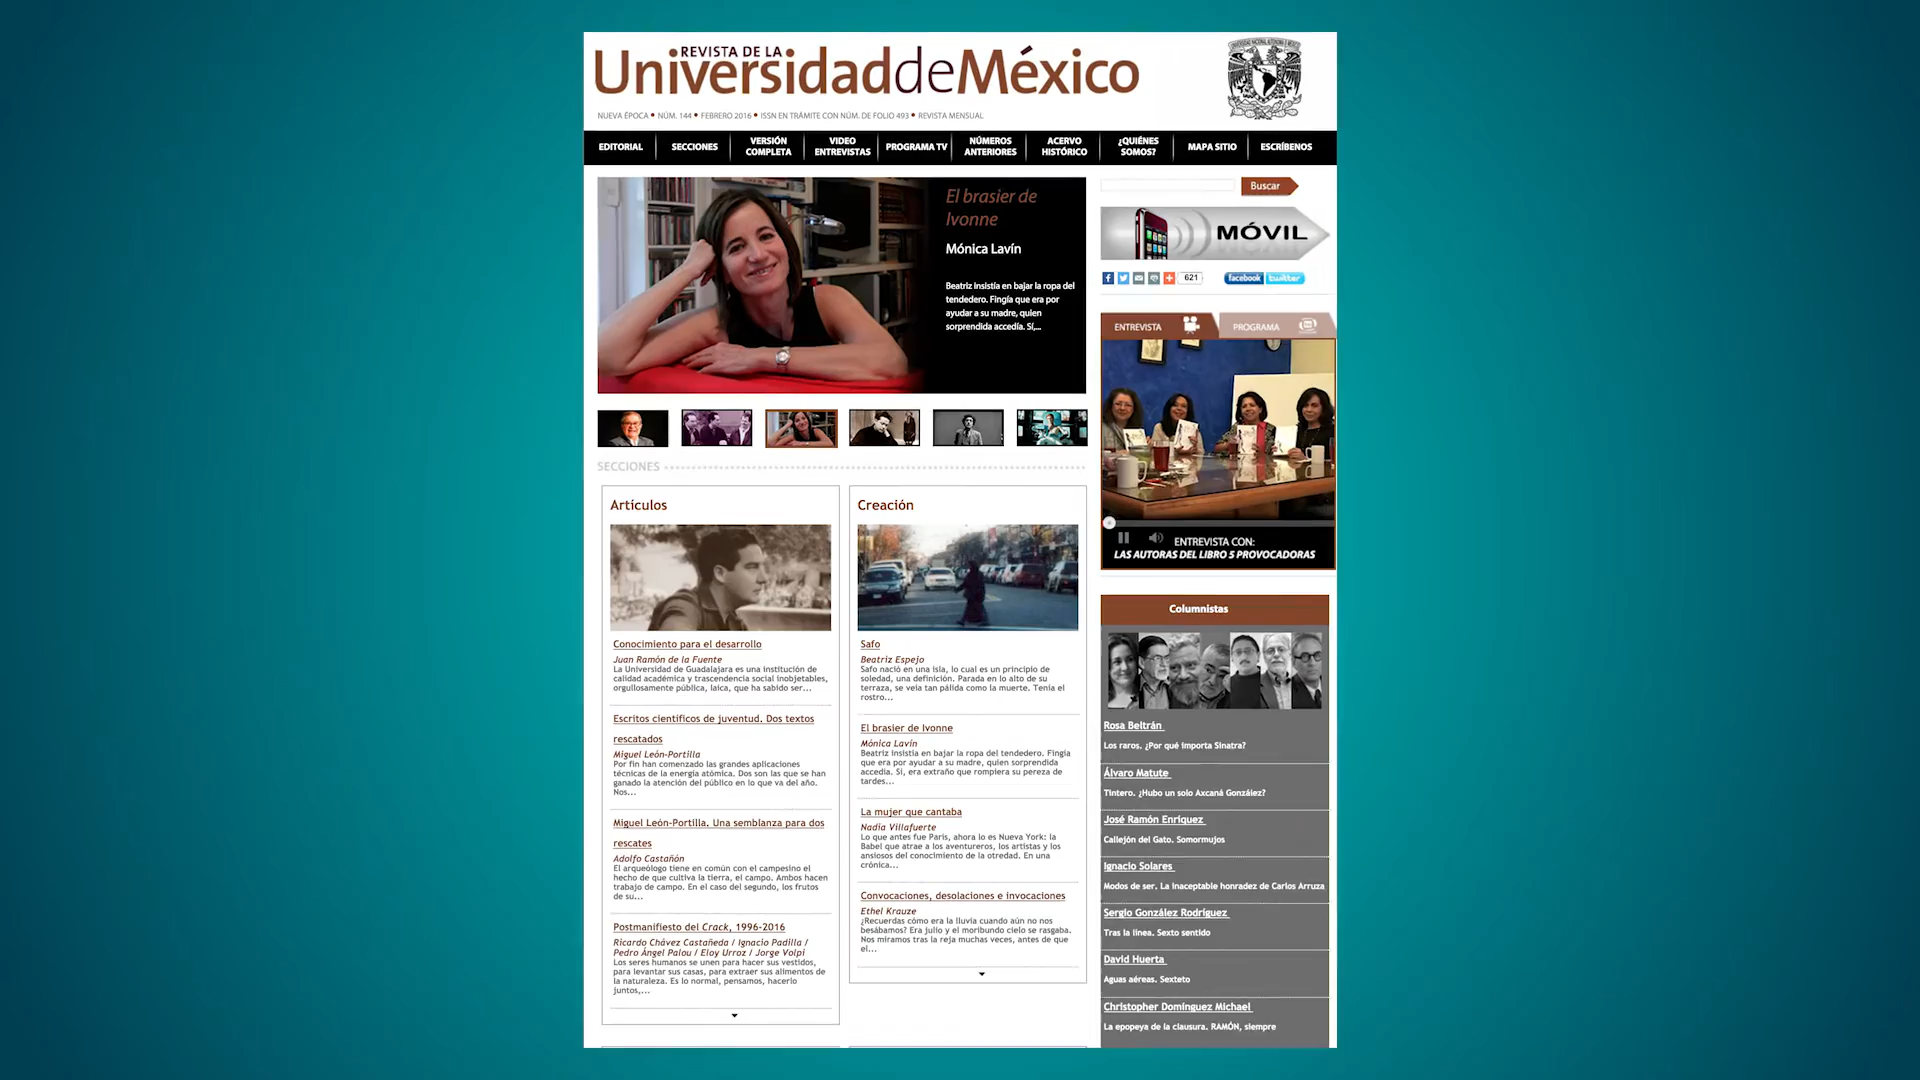 REVISTA DE LA
UniversidaddeMéxico
NUEVA ÉPOCA • NÚM. 144 • FEBRERO 2016 • ISSN EN TRÁMITE CON NÚM. DE FOLIO 493 • REVISTA MENSUAL
EDITORIAL
SECCIONES
VERSIÓN
COMPLETA
VIDEO
ENTREVISTAS
PROGRAMA TV
NÚMEROS
ANTERIORES
ACERVO
HISTÓRICO
¿QUIÉNES
SOMOS?
MAPA SITIO
ESCRÍBENOS
El brasier de
Ivonne
Mónica Lavín
Beatriz insistía en bajar la ropa del
tendedero. Fingía que era por
ayudar a su madre, quien
sorprendida accedía. Sí,...
SECCIONES
Artículos
Conocimiento para el desarrollo
Juan Ramón de la Fuente
La Universidad de Guadalajara es una institución de
calidad académica y trascendencia social inobjetables,
orgullosamente pública, laica, que ha sabido ser...
Escritos científicos de juventud. Dos textos
rescatados
Miguel León-Portilla
Por fin han comenzado las grandes aplicaciones
técnicas de la energía atómica. Dos son las que se han
ganado la atención del público en lo que va del año.
Nos...
Miguel León-Portilla. Una semblanza para dos
rescates
Adolfo Castañón
El arqueólogo tiene en común con el campesino el
hecho de que cultiva la tierra, el campo. Ambos hacen
trabajo de campo. En el caso del segundo, los frutos
de su...
Postmanifiesto del Crack, 1996-2016
Ricardo Chávez Castañeda / Ignacio Padilla /
Pedro Ángel Palou / Eloy Urroz / Jorge Volpi
Los seres humanos se unen para hacer sus vestidos,
para levantar sus casas, para extraer sus alimentos de
la naturaleza. Es lo normal, pensamos, hacerlo
juntos,...
Creación
Safo
Beatriz Espejo
Safo nació en una isla, lo cual es un principio de
soledad, una definición. Parada en lo alto de su
terraza, se veía tan pálida como la muerte. Tenía el
rostro...
El brasier de Ivonne
Mónica Lavín
Beatriz insistía en bajar la ropa del tendedero. Fingía
que era por ayudar a su madre, quien sorprendida
accedía. Sí, era extraño que rompiera su pereza de
tardes...
La mujer que cantaba
Nadia Villafuerte
Lo que antes fue París, ahora lo es Nueva York: la
Babel que atrae a los aventureros, los artistas y los
ansiosos del conocimiento de la otredad. En una
crónica...
Convocaciones, desolaciones e invocaciones
Ethel Krauze
¿Recuerdas cómo era la lluvia cuando aún no nos
besábamos? Era julio y el moribundo cielo se rasgaba.
Nos miramos tras la reja muchas veces, antes de que
el...
Buscar
MÓVIL
621
facebook
twitter
ENTREVISTA
PROGRAMA
ENTREVISTA CON:
LAS AUTORAS DEL LIBRO 5 PROVOCADORAS
Columnistas
Rosa Beltrán
Los raros. ¿Por qué importa Sinatra?
Álvaro Matute
Tintero. ¿Hubo un solo Axcaná González?
José Ramón Enríquez
Callejón del Gato. Somormujos
Ignacio Solares
Modos de ser. La inaceptable honradez de Carlos Arruza
Sergio González Rodríguez
Tras la línea. Sexto sentido
David Huerta
Aguas aéreas. Sexteto
Christopher Domínguez Michael
La epopeya de la clausura. RAMÓN, siempre